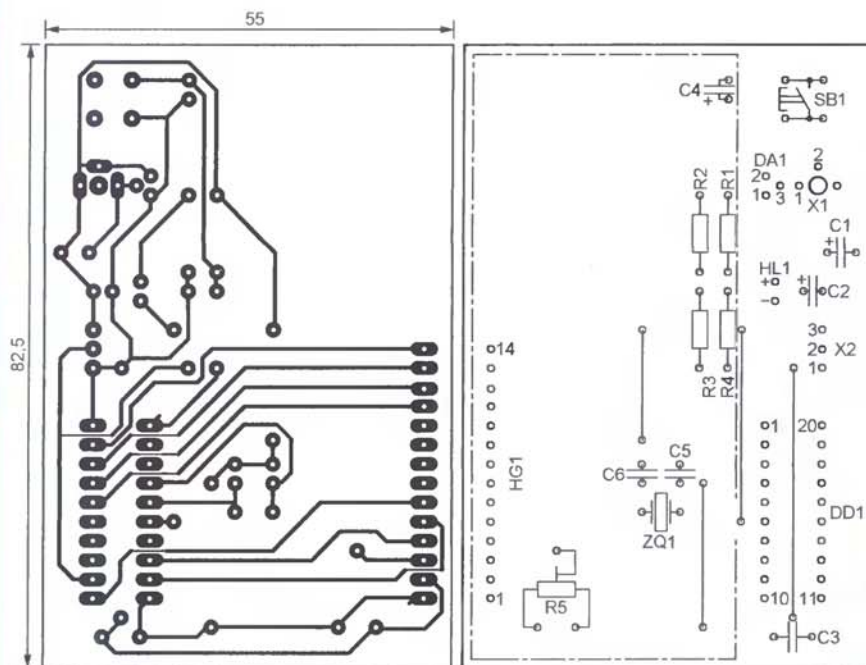 55
82,5
C4
+
SB1
R2
R1
DA1
2
2
1
3
1
X1
C1
+
HL1
+
C2
+
–
3
14
2
X2
1
R3
R4
1
20
HG1
C6
C5
DD1
ZQ1
1
R5
10
11
C3